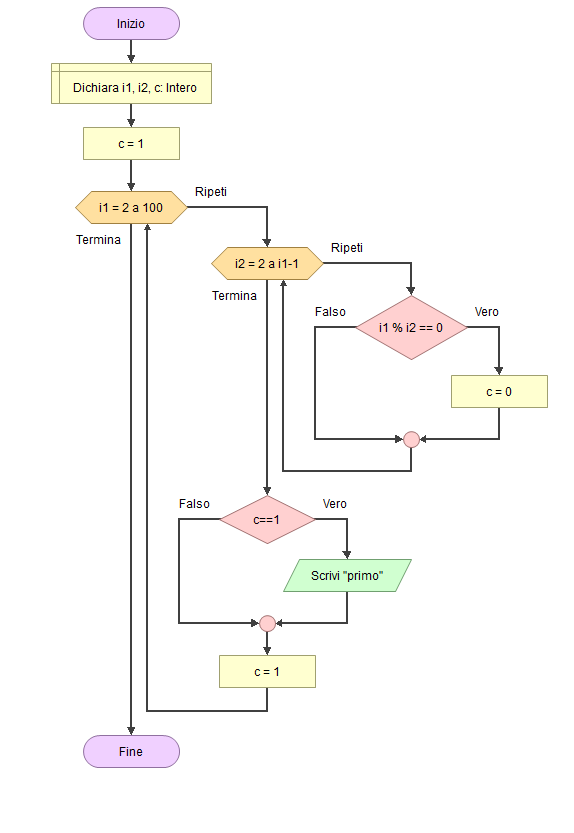 Inizio
Dichiara i1, i2, c: Intero
c = 1
i1 = 2 a 100
Ripeti
Termina
i2 = 2 a i1-1
Ripeti
Termina
i1 % i2 == 0
Falso
Vero
c = 0
c==1
Falso
Vero
Scrivi "primo"
c = 1
Fine